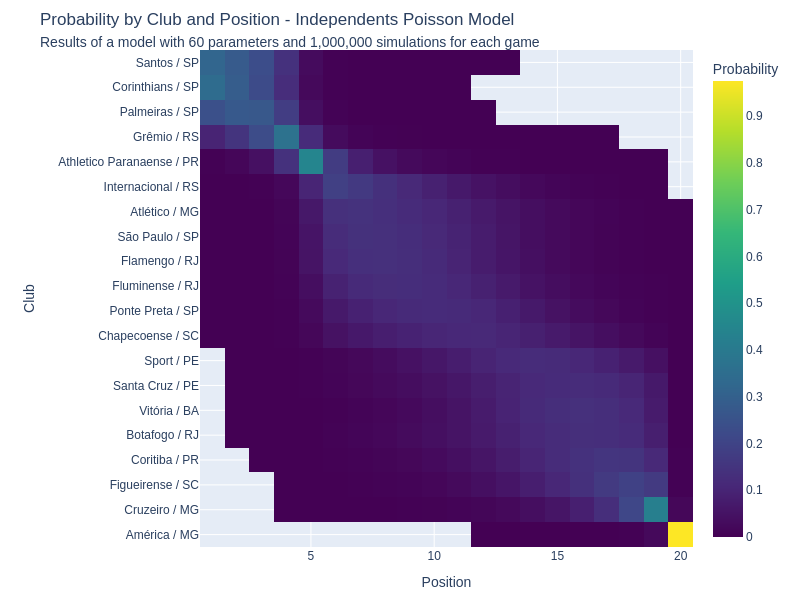 Probability by Club and Position - Independents Poisson Model
Results of a model with 60 parameters and 1,000,000 simulations for each game
Probability
Club
Santos / SP
Corinthians / SP
Palmeiras / SP
Grêmio / RS
Athletico Paranaense / PR
Internacional / RS
Atlético / MG
São Paulo / SP
Flamengo / RJ
Fluminense / RJ
Ponte Preta / SP
Chapecoense / SC
Sport / PE
Santa Cruz / PE
Vitória / BA
Botafogo / RJ
Coritiba / PR
Figueirense / SC
Cruzeiro / MG
América / MG
0.9
0.8
0.7
0.6
0.5
0.4
0.3
0.2
0.1
0
5 10 15 20
Position